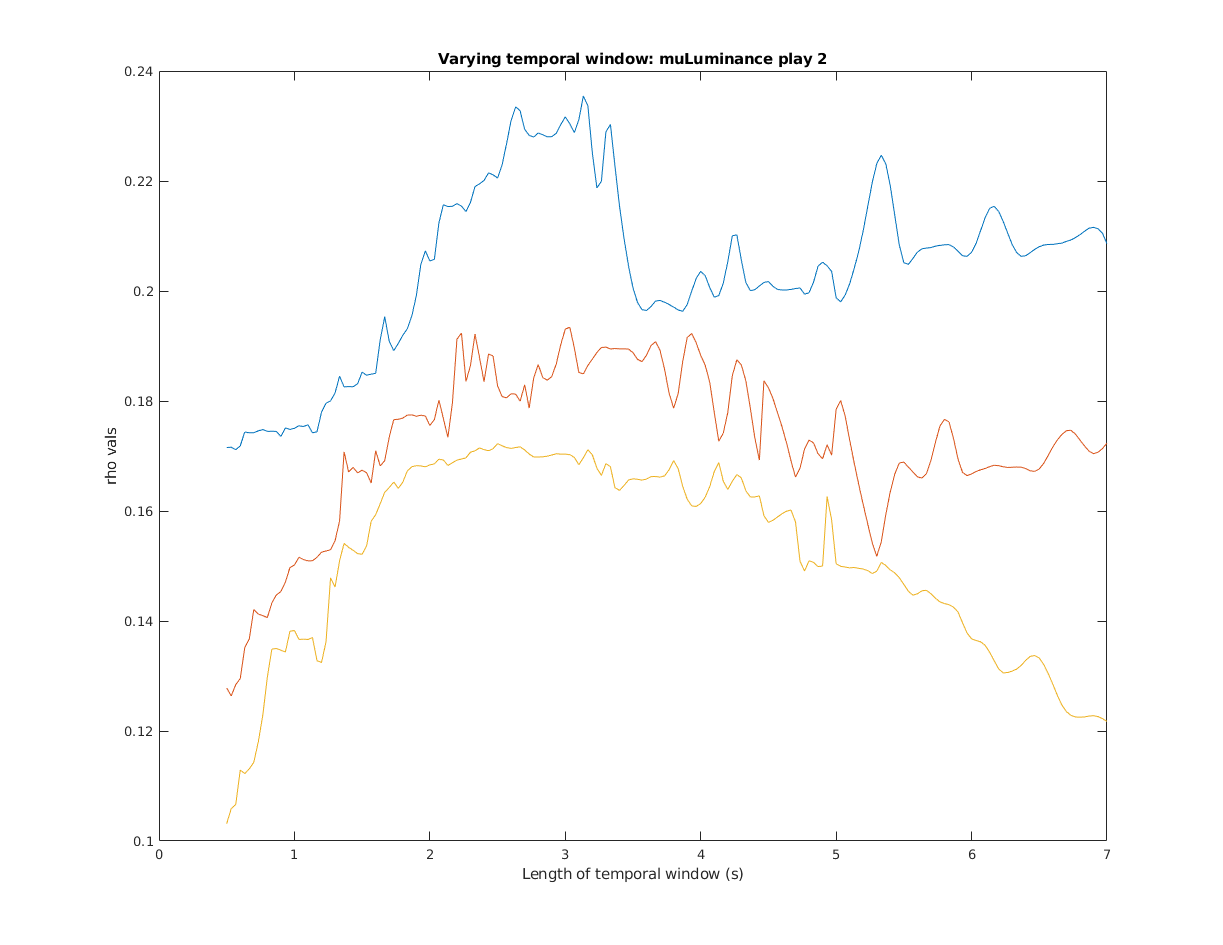 Varying temporal window: muLuminance play 2
0.24
0.22
0.2
0.18
0.16
0.14
0.12
0.1
rho vals
0 1 2 3 4 5 6 7
Length of temporal window (s)